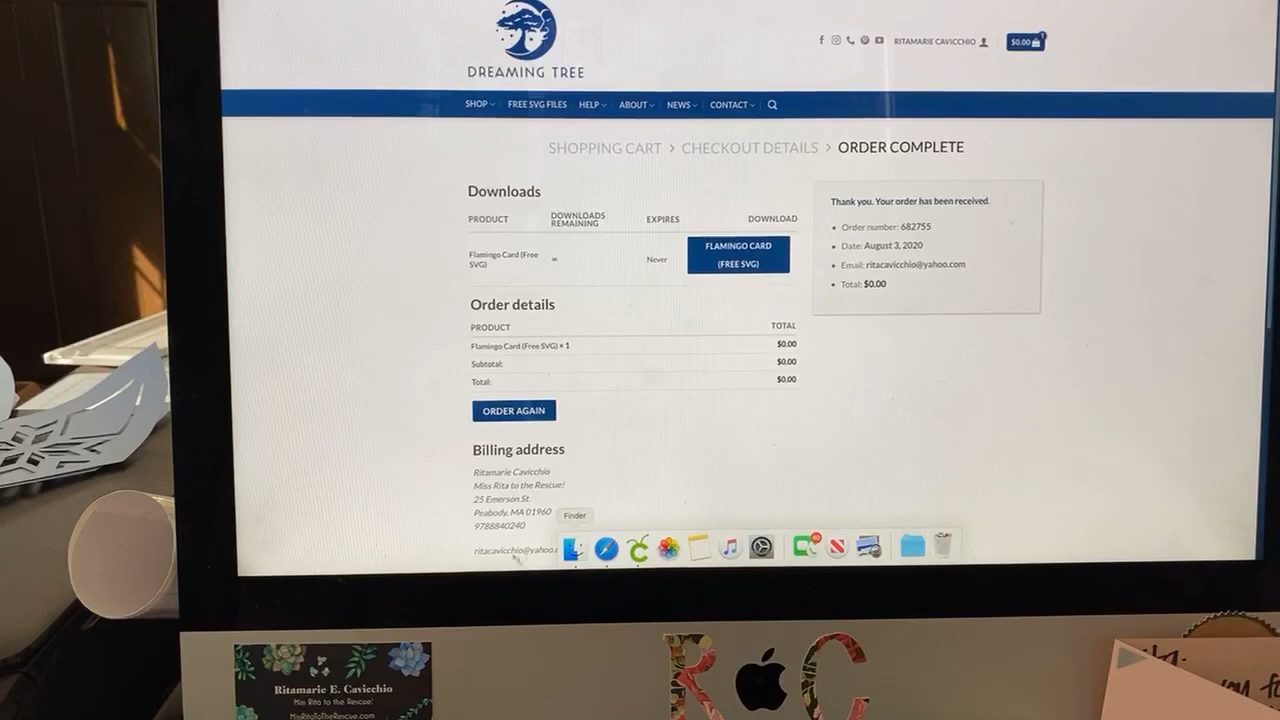 DREAMING TREE
RITAMARIE CAVICCHIO
$0.00
1
SHOP
FREE SVG FILES
HELP
ABOUT
NEWS
CONTACT
SHOPPING CART > CHECKOUT DETAILS > ORDER COMPLETE
Downloads
PRODUCT DOWNLOADS REMAINING EXPIRES DOWNLOAD
Flamingo Card (Free SVG) ∞ Never FLAMINGO CARD (FREE SVG)
Order details
PRODUCT TOTAL
Flamingo Card (Free SVG) × 1 $0.00
Subtotal: $0.00
Total: $0.00
ORDER AGAIN
Billing address
Ritamarie Cavicchio
Miss Rita to the Rescue!
25 Emerson St.
Peabody, MA 01960
9788840240
ritacavicchio@yahoo.c
Thank you. Your order has been received.
Order number: 682755
Date: August 3, 2020
Email: ritacavicchio@yahoo.com
Total: $0.00
Finder
Ritamarie E. Cavicchio
Miss Rita to the Rescue!
MissRitaToTheRescue.com
R C